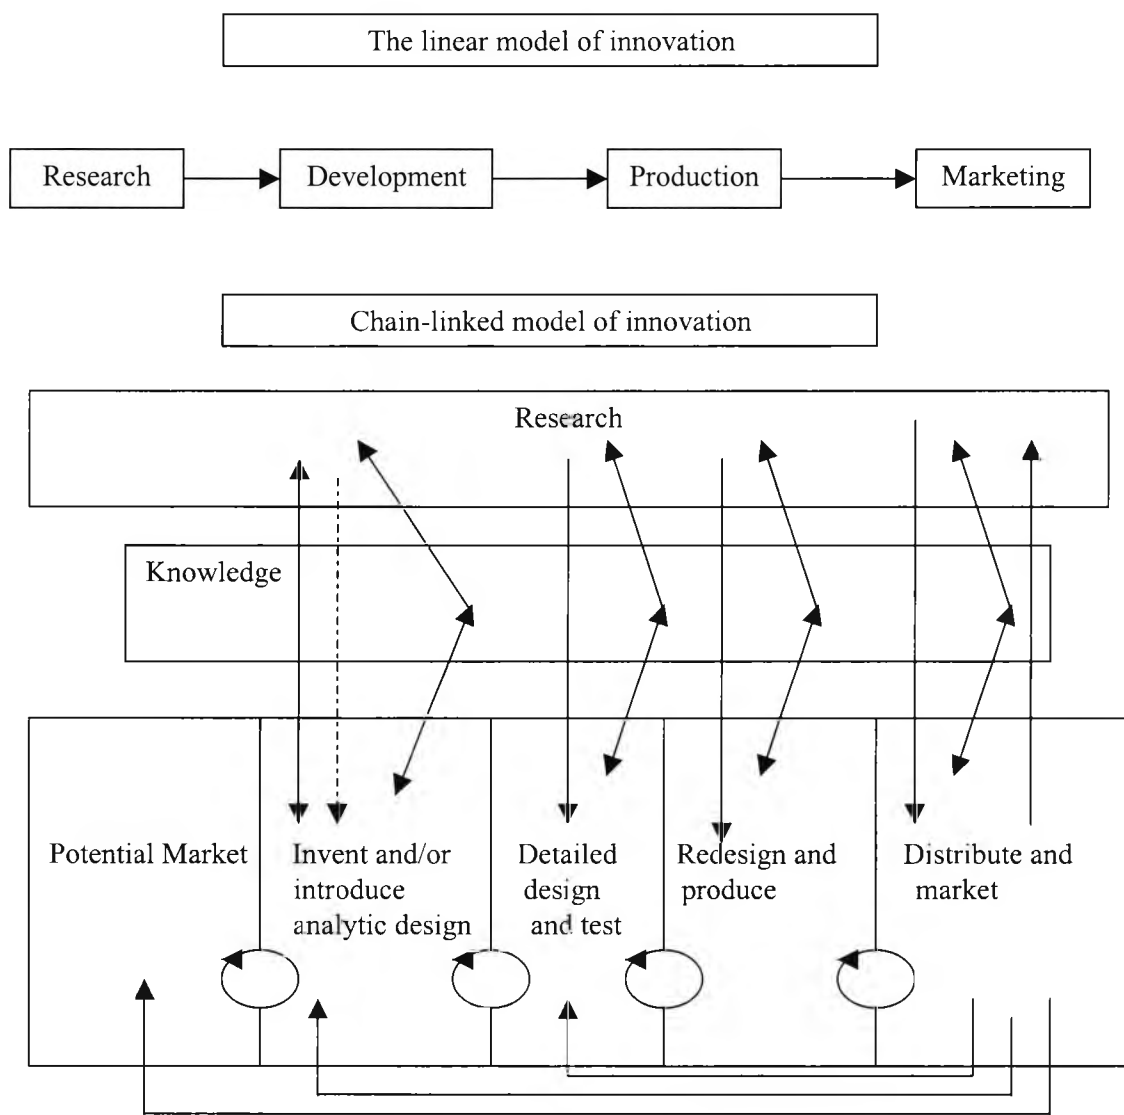 The linear model of innovation
Research
Development
Production
Marketing
Chain-linked model of innovation
Research
Knowledge
Potential Market
Invent and/or
introduce
analytic design
Detailed
design
and test
Redesign and
produce
Distribute and
market